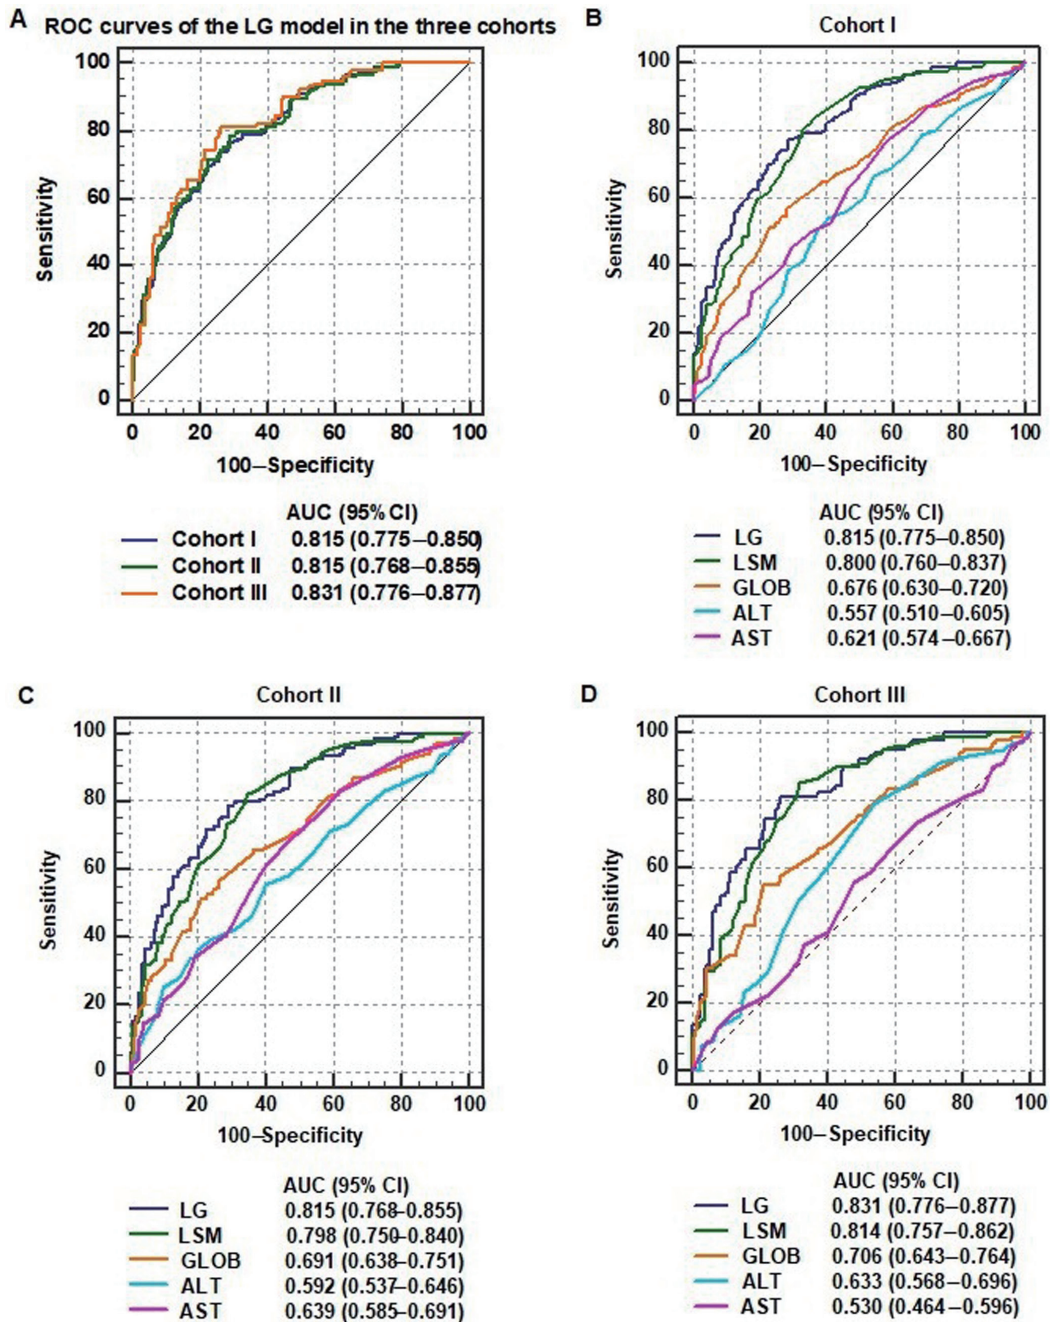 A
ROC curves of the LG model in the three cohorts
100
80
60
40
20
0
Sensitivity
0 20 40 60 80 100
100–Specificity
AUC (95% CI)
Cohort I 0.815 (0.775–0.850)
Cohort II 0.815 (0.768–0.855)
Cohort III 0.831 (0.776–0.877)
B
Cohort I
100
80
60
40
20
0
Sensitivity
0 20 40 60 80 100
100–Specificity
AUC (95% CI)
LG 0.815 (0.775–0.850)
LSM 0.800 (0.760–0.837)
GLOB 0.676 (0.630–0.720)
ALT 0.557 (0.510–0.605)
AST 0.621 (0.574–0.667)
C
Cohort II
100
80
60
40
20
0
Sensitivity
0 20 40 60 80 100
100–Specificity
AUC (95% CI)
LG 0.815 (0.768–0.855)
LSM 0.798 (0.750–0.840)
GLOB 0.691 (0.638–0.751)
ALT 0.592 (0.537–0.646)
AST 0.639 (0.585–0.691)
D
Cohort III
100
80
60
40
20
0
Sensitivity
0 20 40 60 80 100
100–Specificity
AUC (95% CI)
LG 0.831 (0.776–0.877)
LSM 0.814 (0.757–0.862)
GLOB 0.706 (0.643–0.764)
ALT 0.633 (0.568–0.696)
AST 0.530 (0.464–0.596)